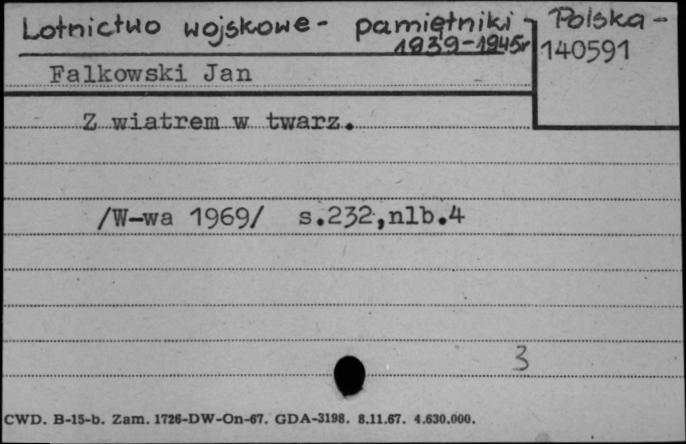 Lotnictwo wojskowe - pamiętniki - Polska -
1939-1945r
140591
Falkowski Jan
Z wiatrem w twarz.
/W-wa 1969/ s.232,nlb.4
3
CWD. B-15-b. Zam. 1726-DW-On-67. GDA-3198. 8.11.67. 4.630.000.